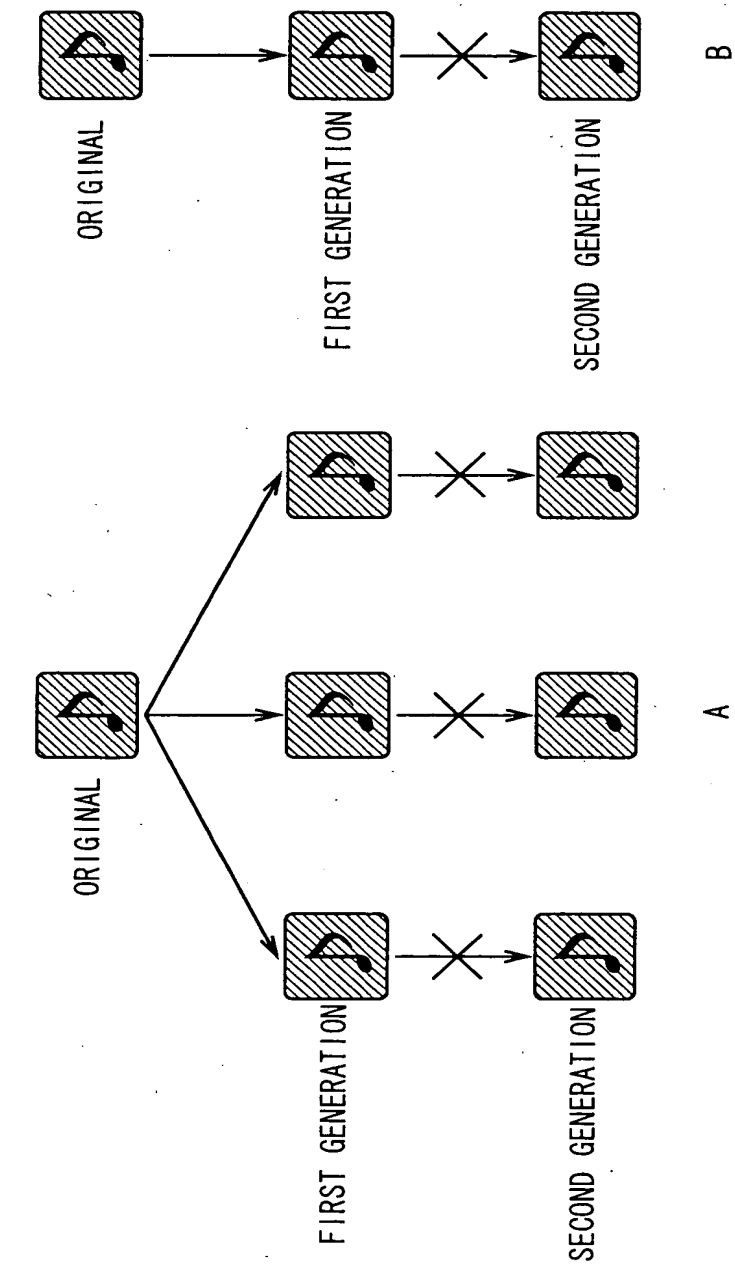 ORIGINAL
FIRST GENERATION
SECOND GENERATION
A
ORIGINAL
FIRST GENERATION
SECOND GENERATION
B